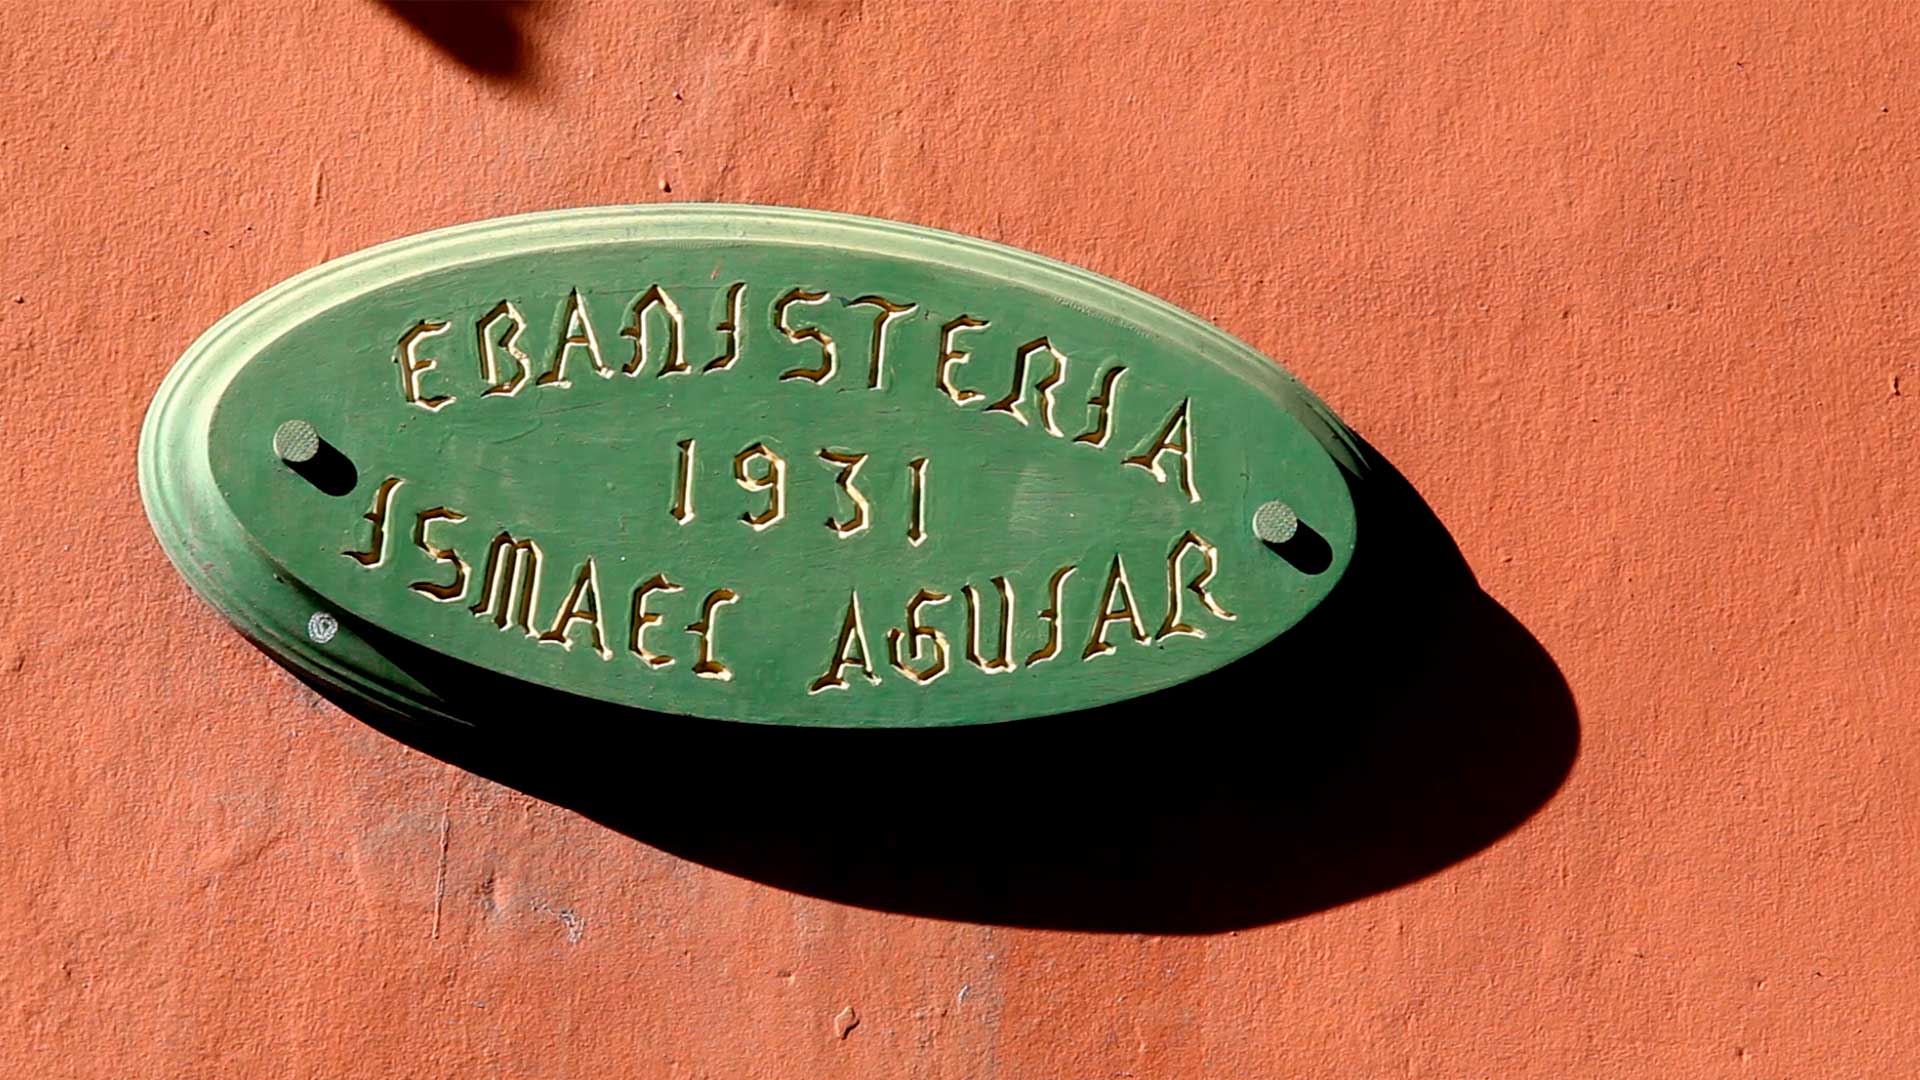 EBANISTERIA
1931
ISMAEL AGUIAR